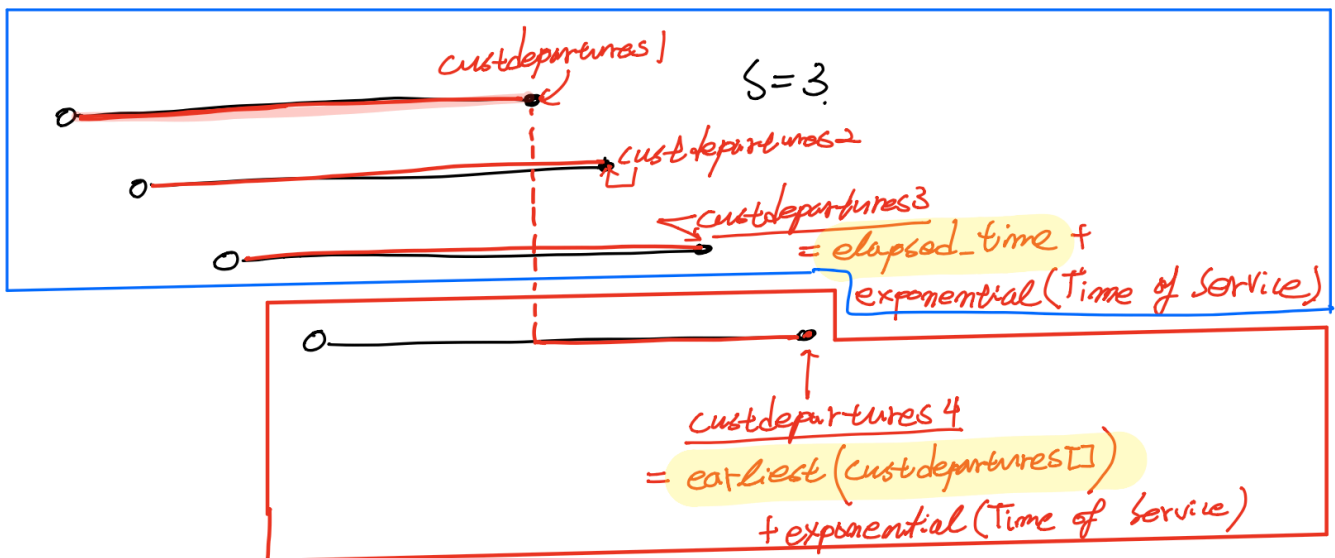 custdepartures1
S=3
custdepartures2
custdepartures3
= elapsed_time +
exponential(Time of Service)
custdepartures4
= earliest(custdepartures[])
+ exponential(Time of Service)